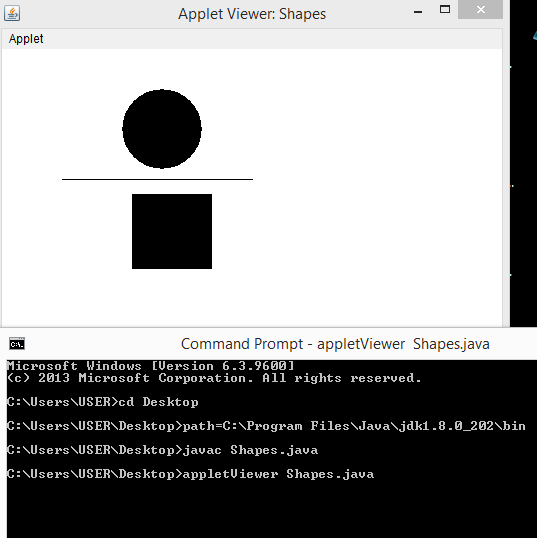 Applet Viewer: Shapes
Applet
Command Prompt - appletViewer  Shapes.java
Microsoft Windows [Version 6.3.9600]
(c) 2013 Microsoft Corporation. All rights reserved.
C:\Users\USER>cd Desktop
C:\Users\USER\Desktop>path=C:\Program Files\Java\jdk1.8.0_202\bin
C:\Users\USER\Desktop>javac Shapes.java
C:\Users\USER\Desktop>appletViewer Shapes.java